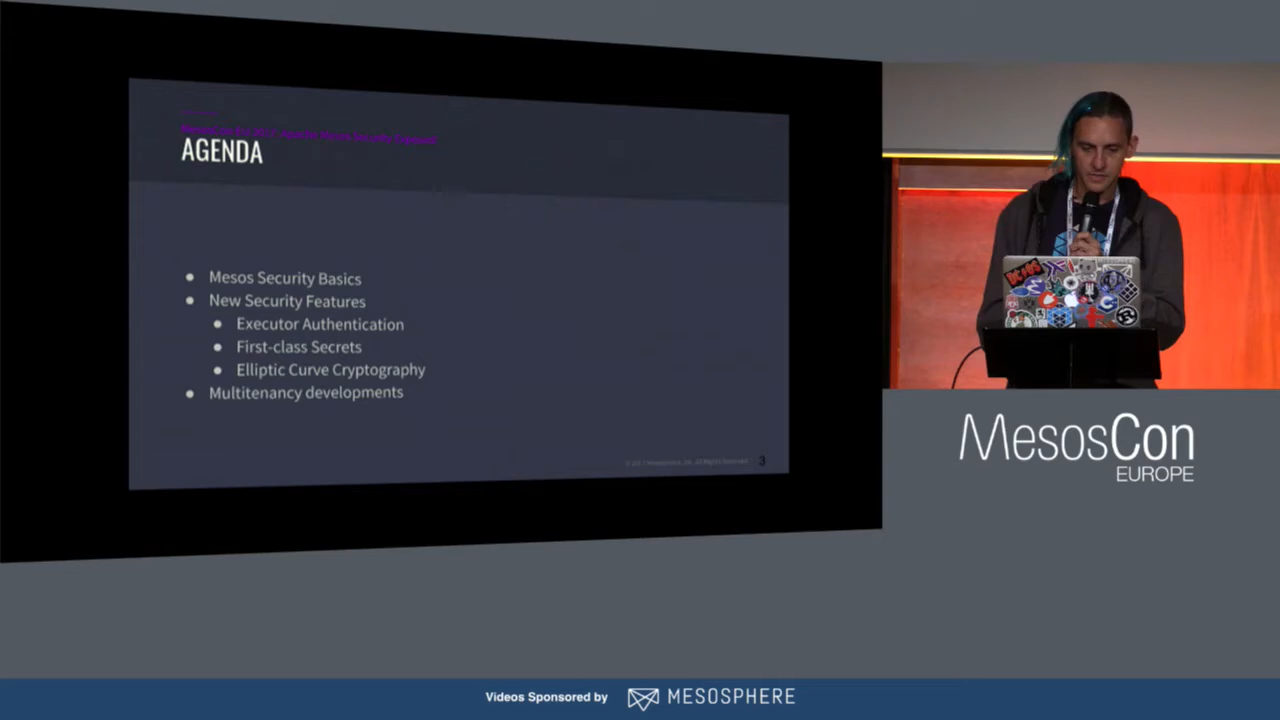 AGENDA
● Mesos Security Basics
● New Security Features
● Executor Authentication
● First-class Secrets
● Elliptic Curve Cryptography
● Multitenancy developments
3
MesosCon
EUROPE
Videos Sponsored by MESOSPHERE